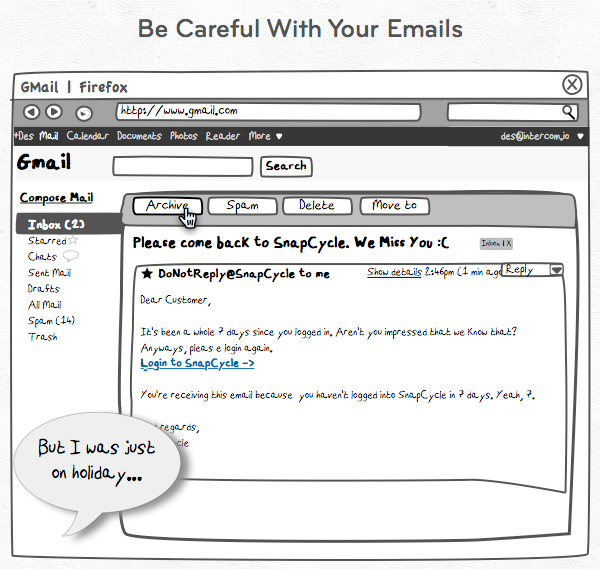 Be Careful With Your Emails
GMail | Firefox
http://www.gmail.com
+Des Mail Calendar Documents Photos Reader More ▼
des@intercom.io ▼
Gmail
Search
Compose Mail
Archive Spam Delete Move to
Inbox (2)
Starred
Chats
Sent Mail
Drafts
All Mail
Spam (14)
Trash
Please come back to SnapCycle. We Miss You :C
Inbox | X
★ DoNotReply@SnapCycle to me
Show details 2:46pm (1 min ago
Reply
Dear Customer,
It's been a whole 7 days since you logged in. Aren't you impressed that we know that?
Anyways, pleas e login again.
Login to SnapCycle ->
You're receiving this email because you haven't logged into SnapCycle in 7 days. Yeah, 7.
regards,
cle
But I was just
on holiday...